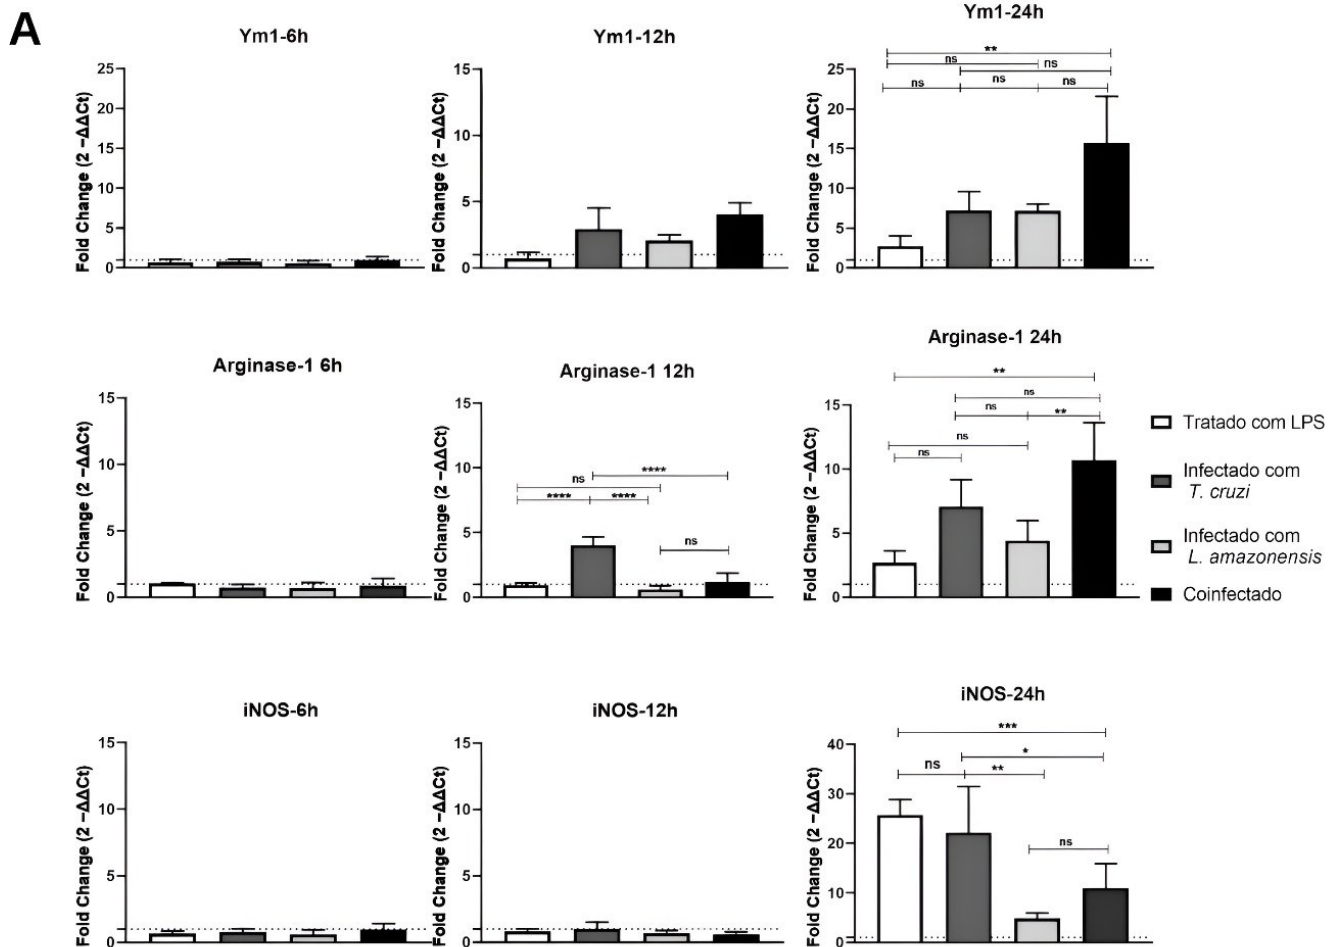 A
Ym1-6h
Fold Change (2 −ΔΔCt)
25
20
15
10
5
0
Ym1-12h
Fold Change (2 −ΔΔCt)
15
10
5
0
Ym1-24h
Fold Change (2 −ΔΔCt)
**
ns
ns
ns
ns
ns
25
20
15
10
5
0
Arginase-1 6h
Fold Change (2 −ΔΔCt)
15
10
5
0
Arginase-1 12h
Fold Change (2 −ΔΔCt)
15
10
5
0
****
ns
****
****
ns
Arginase-1 24h
Fold Change (2 −ΔΔCt)
**
ns
ns
**
ns
ns
15
10
5
0
Tratado com LPS
Infectado com
T. cruzi
Infectado com
L. amazonensis
Coinfectado
iNOS-6h
Fold Change (2 −ΔΔCt)
15
10
5
0
iNOS-12h
Fold Change (2 −ΔΔCt)
15
10
5
0
iNOS-24h
Fold Change (2 −ΔΔCt)
***
*
ns
**
ns
40
30
20
10
0